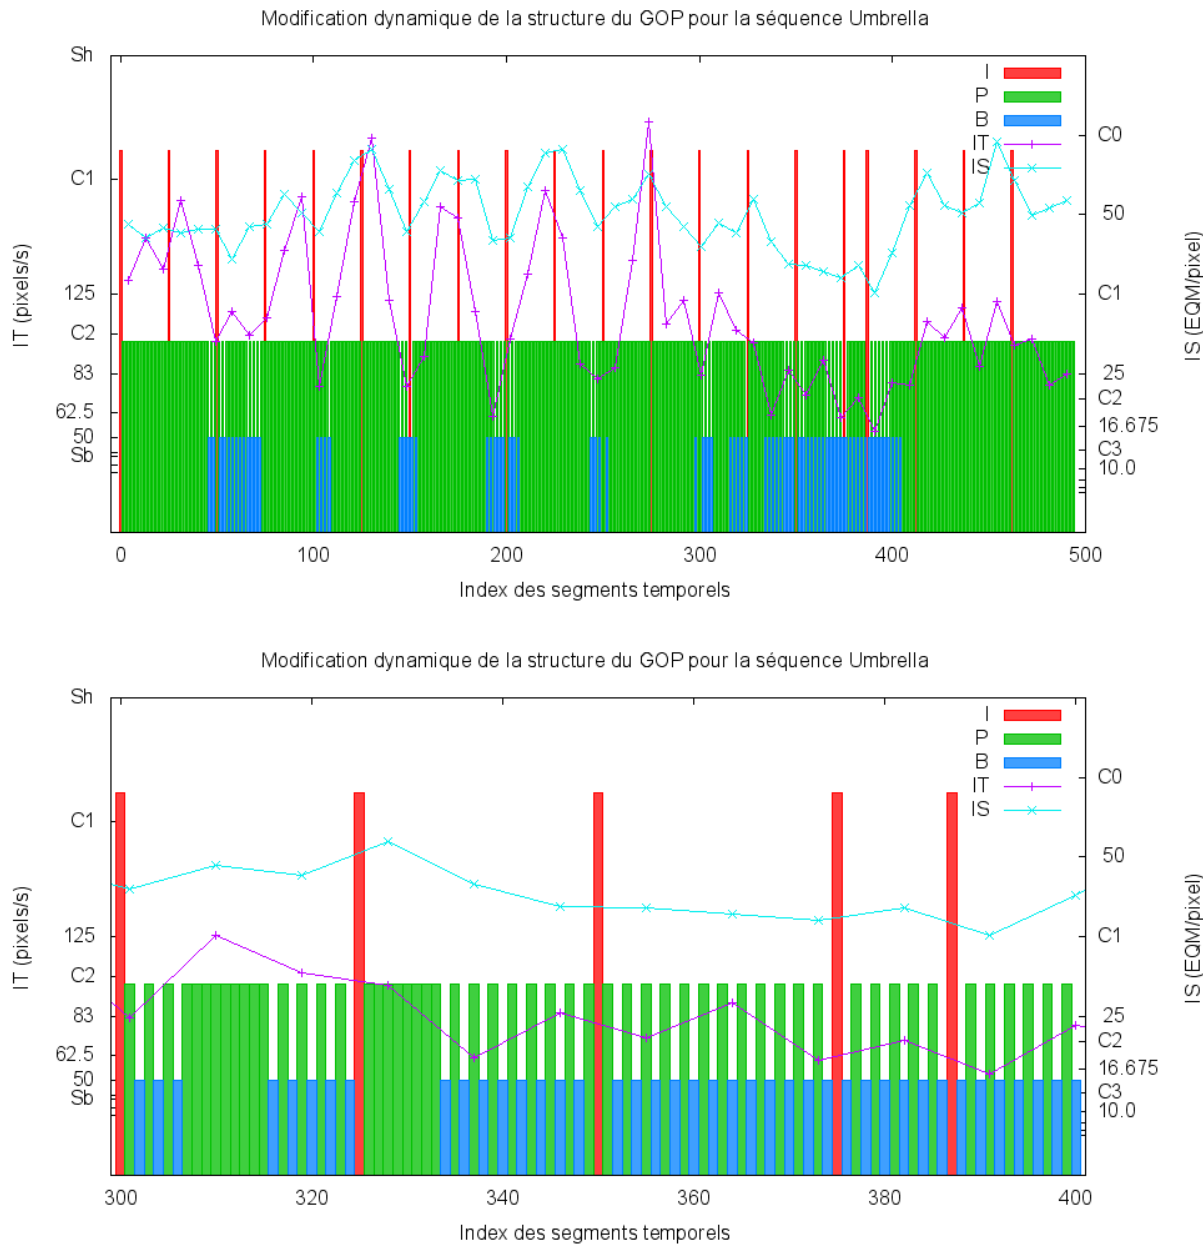 Modification dynamique de la structure du GOP pour la séquence Umbrella
Sh
C1
125
C2
83
62.5
50
Sb
IT (pixels/s)
I
P
B
IT
IS
C0
50
C1
25
C2
16.675
C3
10.0
IS (EQM/pixel)
0 100 200 300 400 500
Index des segments temporels
Modification dynamique de la structure du GOP pour la séquence Umbrella
Sh
C1
125
C2
83
62.5
50
Sb
IT (pixels/s)
I
P
B
IT
IS
C0
50
C1
25
C2
16.675
C3
10.0
IS (EQM/pixel)
300 320 340 360 380 400
Index des segments temporels